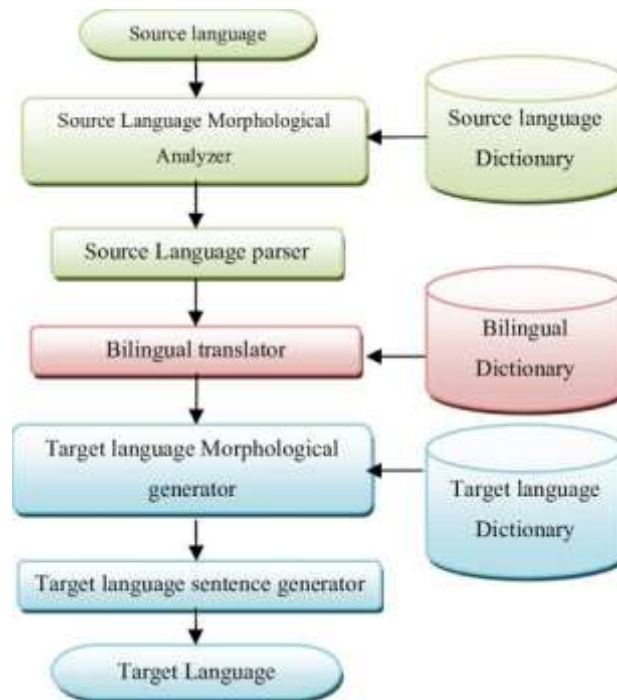 Source language
Source Language Morphological
Analyzer
Source language
Dictionary
Source Language parser
Bilingual translator
Bilingual
Dictionary
Target language Morphological
generator
Target language
Dictionary
Target language sentence generator
Target Language